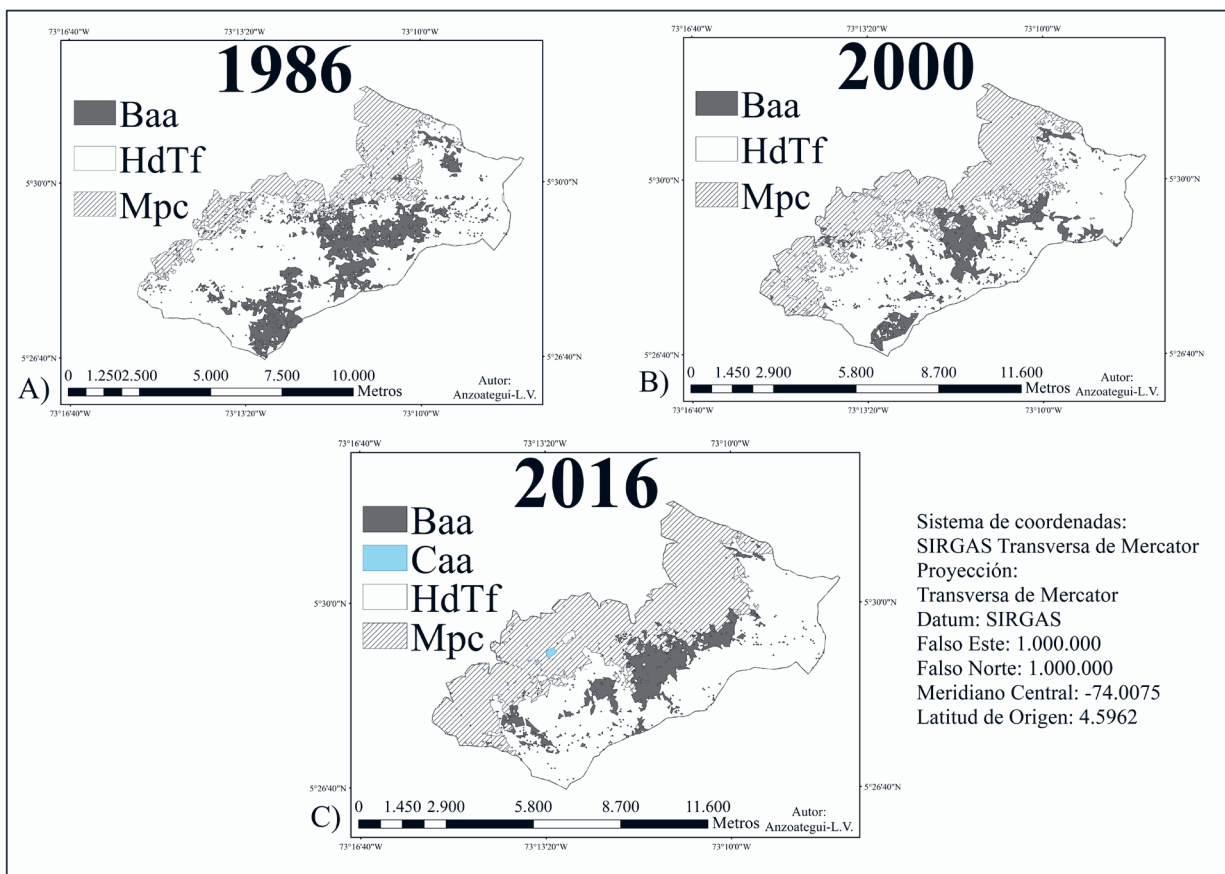 73°16'40"W 73°13'20"W 73°10'0"W
1986
Baa
HdTf
Mpc
5°30'0"N 5°30'0"N
5°26'40"N 5°26'40"N
0 1.250 2.500 5.000 7.500 10.000
Metros
Autor:
Anzoategui-L.V.
A)
73°16'40"W 73°13'20"W 73°10'0"W
73°16'40"W 73°13'20"W 73°10'0"W
2000
Baa
HdTf
Mpc
5°30'0"N 5°30'0"N
5°26'40"N 5°26'40"N
0 1.450 2.900 5.800 8.700 11.600
Metros
Autor:
Anzoategui-L.V.
B)
73°16'40"W 73°13'20"W 73°10'0"W
73°16'40"W 73°13'20"W 73°10'0"W
2016
Baa
Caa
HdTf
Mpc
5°30'0"N 5°30'0"N
5°26'40"N 5°26'40"N
0 1.450 2.900 5.800 8.700 11.600
Metros
Autor:
Anzoategui-L.V.
C)
73°16'40"W 73°13'20"W 73°10'0"W
Sistema de coordenadas:
SIRGAS Transversa de Mercator
Proyección:
Transversa de Mercator
Datum: SIRGAS
Falso Este: 1.000.000
Falso Norte: 1.000.000
Meridiano Central: -74.0075
Latitud de Origen: 4.5962